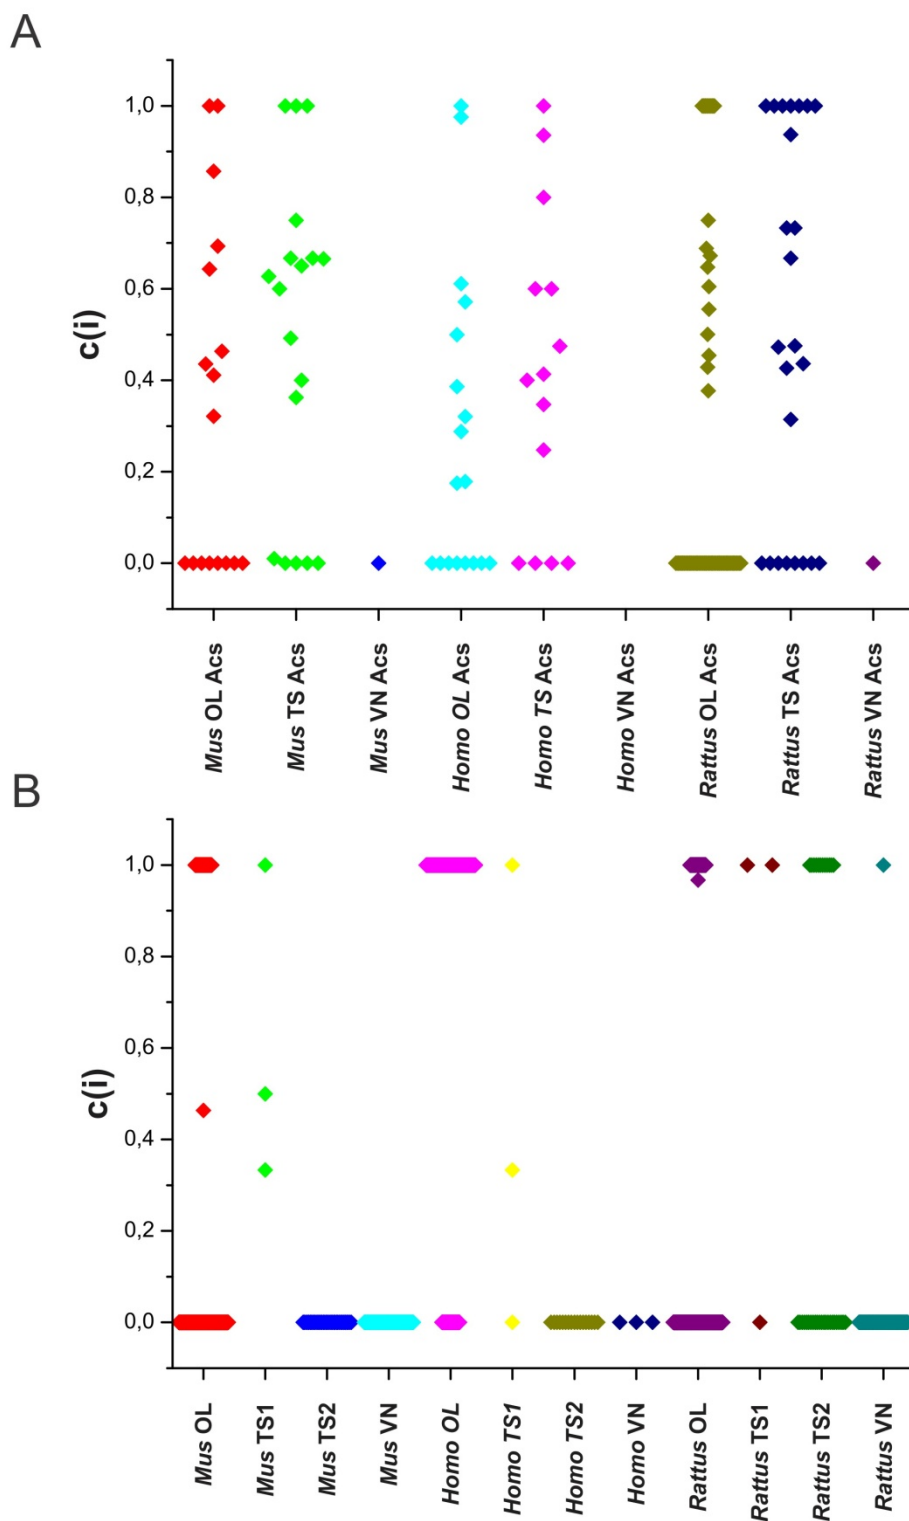 A
1,0
0,8
0,6
0,4
0,2
0,0
c(i)
Mus OL Acs
Mus TS Acs
Mus VN Acs
Homo OL Acs
Homo TS Acs
Homo VN Acs
Rattus OL Acs
Rattus TS Acs
Rattus VN Acs
B
1,0
0,8
0,6
0,4
0,2
0,0
c(i)
Mus OL
Mus TS1
Mus TS2
Mus VN
Homo OL
Homo TS1
Homo TS2
Homo VN
Rattus OL
Rattus TS1
Rattus TS2
Rattus VN